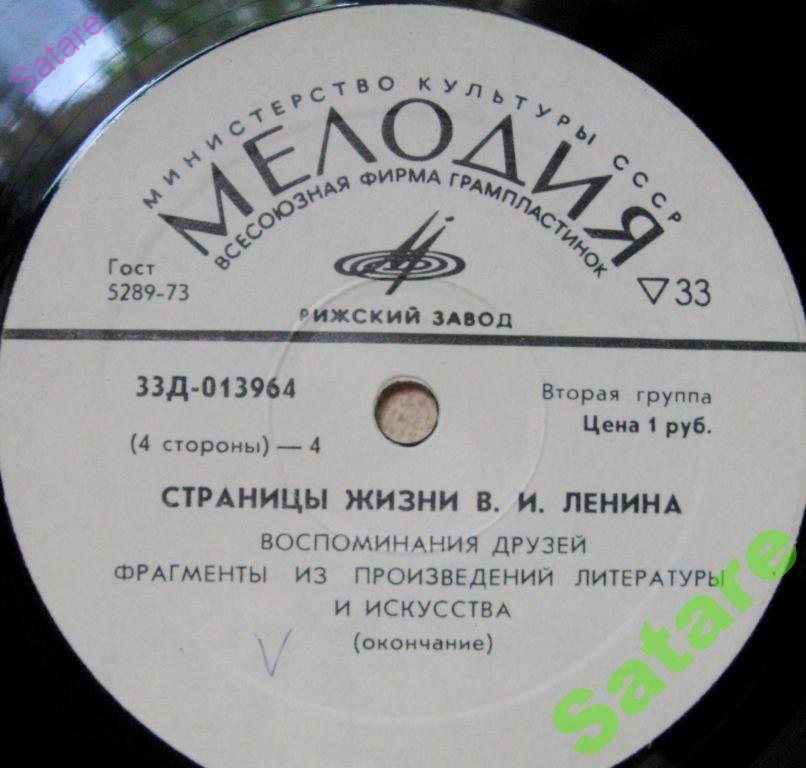 Satare
МИНИСТЕРСТВО КУЛЬТУРЫ СССР
МЕЛОДИЯ
ВСЕСОЮЗНАЯ ФИРМА ГРАМПЛАСТИНОК
Гост
5289-73
▽33
РИЖСКИЙ ЗАВОД
33Д-013964
Вторая группа
Цена 1 руб.
(4 стороны) — 4
СТРАНИЦЫ ЖИЗНИ В. И. ЛЕНИНА
ВОСПОМИНАНИЯ ДРУЗЕЙ
ФРАГМЕНТЫ ИЗ ПРОИЗВЕДЕНИЙ ЛИТЕРАТУРЫ
И ИСКУССТВА
(окончание)
V
Satare